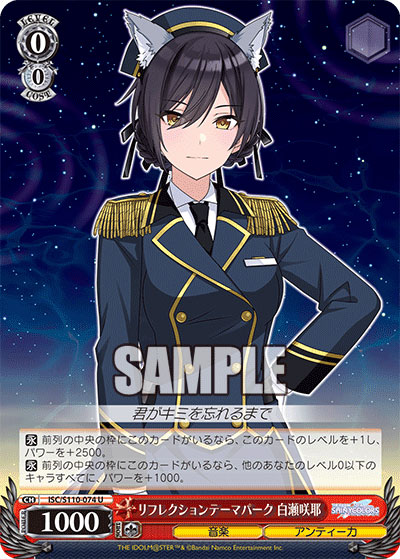 LEVEL
0
0
COST
SAMPLE
君がキミを忘れるまで
永 前列の中央の枠にこのカードがいるなら、このカードのレベルを+1し、
パワーを+2500。
永 前列の中央の枠にこのカードがいるなら、他のあなたのレベル0以下の
キャラすべてに、パワーを+1000。
CH ISC/S110-074 U
POWER
1000
リフレクションテーマパーク 白瀬咲耶
THE IDOLM@STER
SHINYCOLORS
音楽
アンティーカ
THE IDOLM@STER™& ©Bandai Namco Entertainment Inc.